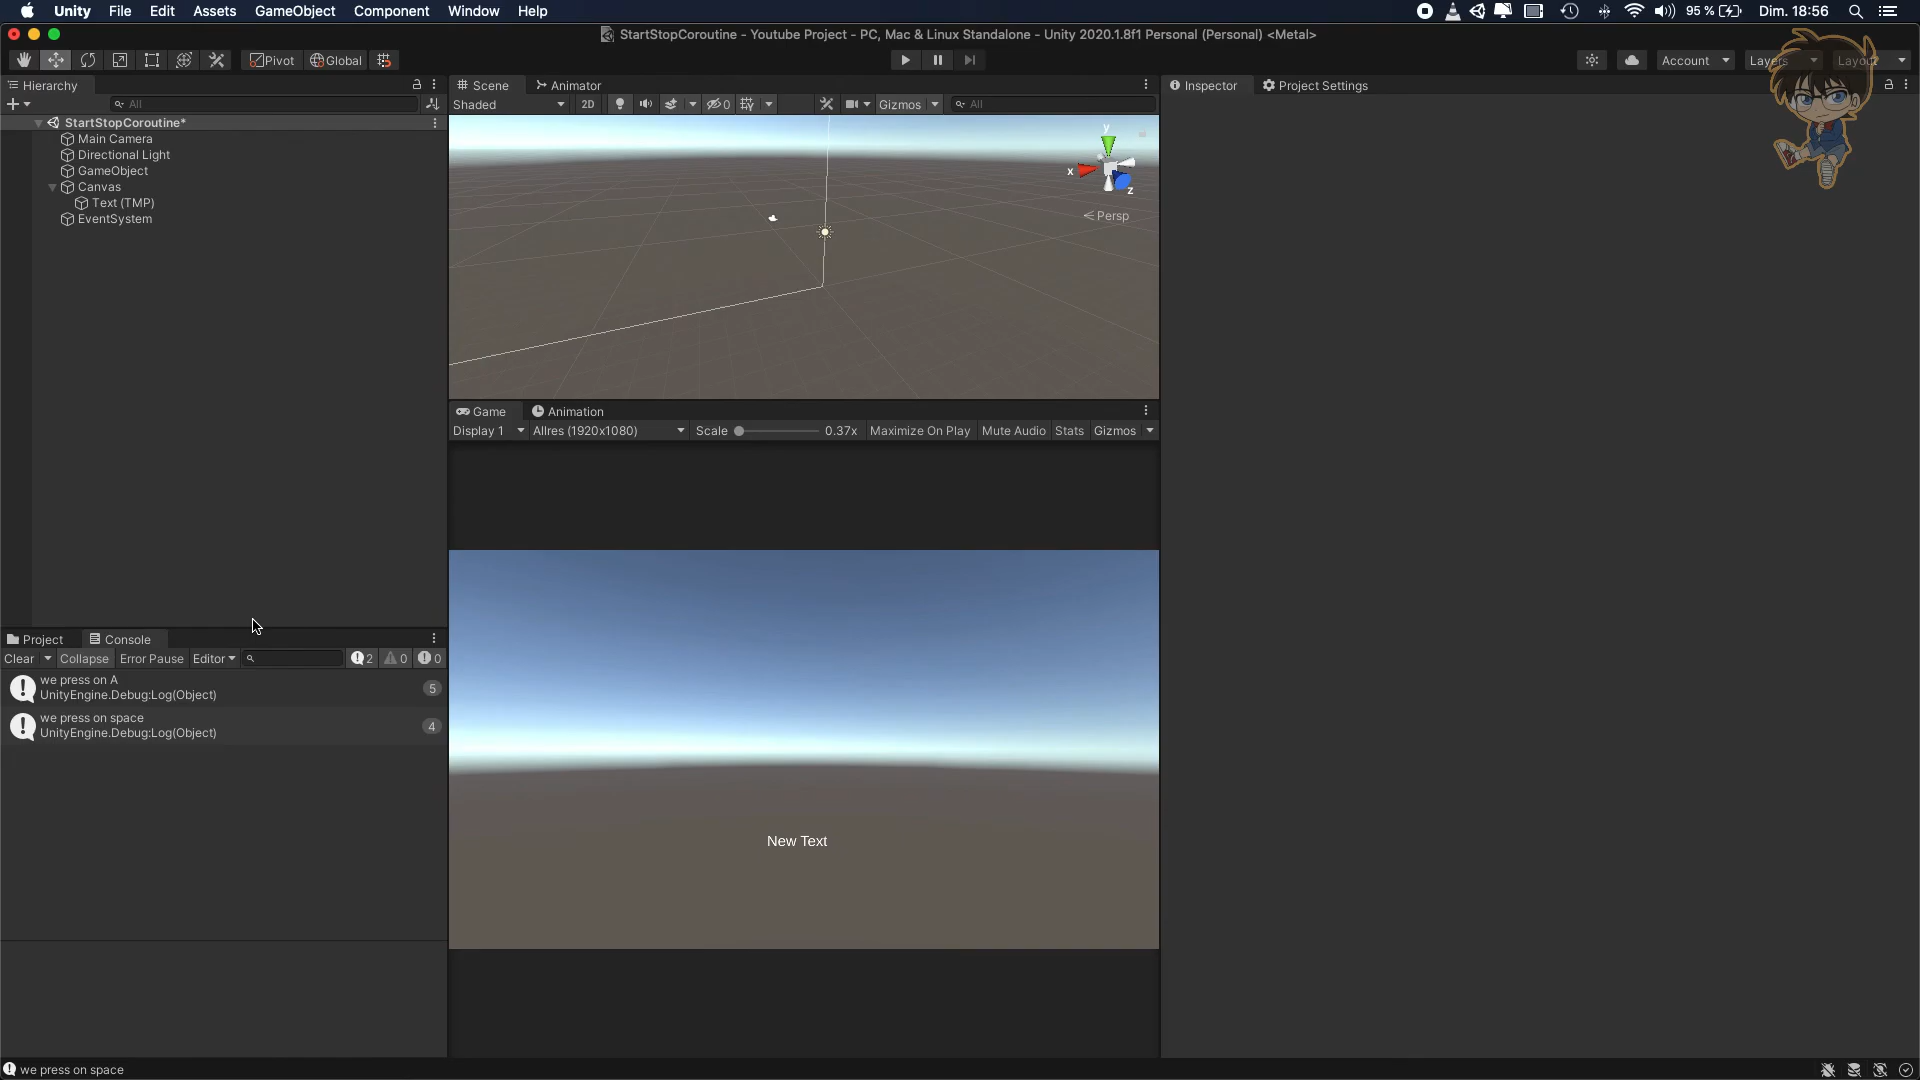 Unity File Edit Assets GameObject Component Window Help
95 % Dim. 18:56
StartStopCoroutine - Youtube Project - PC, Mac & Linux Standalone - Unity 2020.1.8f1 Personal (Personal) <Metal>
Pivot Global
Account Layers Layout
Hierarchy
All
StartStopCoroutine*
Main Camera
Directional Light
GameObject
Canvas
Text (TMP)
EventSystem
Scene Animator
Shaded 2D 0 Gizmos All
y
x
z
Persp
Game Animation
Display 1 Allres (1920x1080) Scale 0.37x Maximize On Play Mute Audio Stats Gizmos
New Text
Inspector Project Settings
Project Console
Clear Collapse Error Pause Editor 2 0 0
we press on A
UnityEngine.Debug:Log(Object)
5
we press on space
UnityEngine.Debug:Log(Object)
4
we press on space